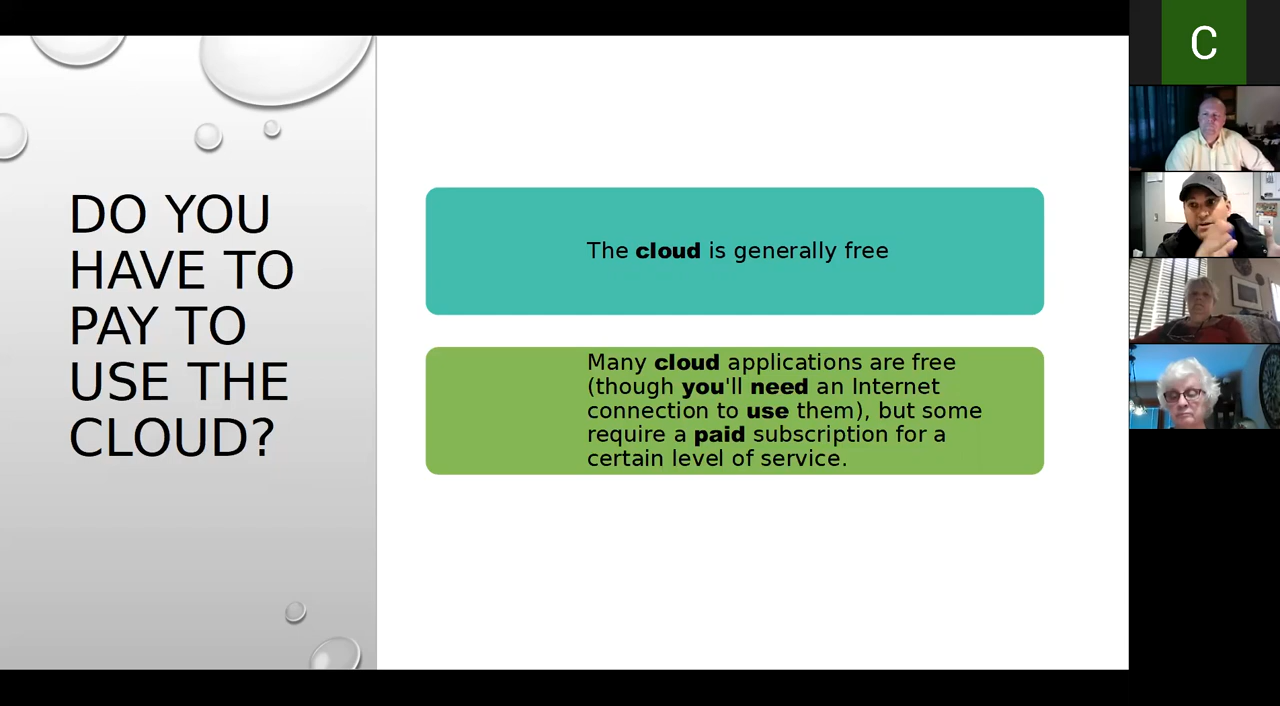 DO YOU
HAVE TO
PAY TO
USE THE
CLOUD?
The cloud is generally free
Many cloud applications are free
(though you'll need an Internet
connection to use them), but some
require a paid subscription for a
certain level of service.
C